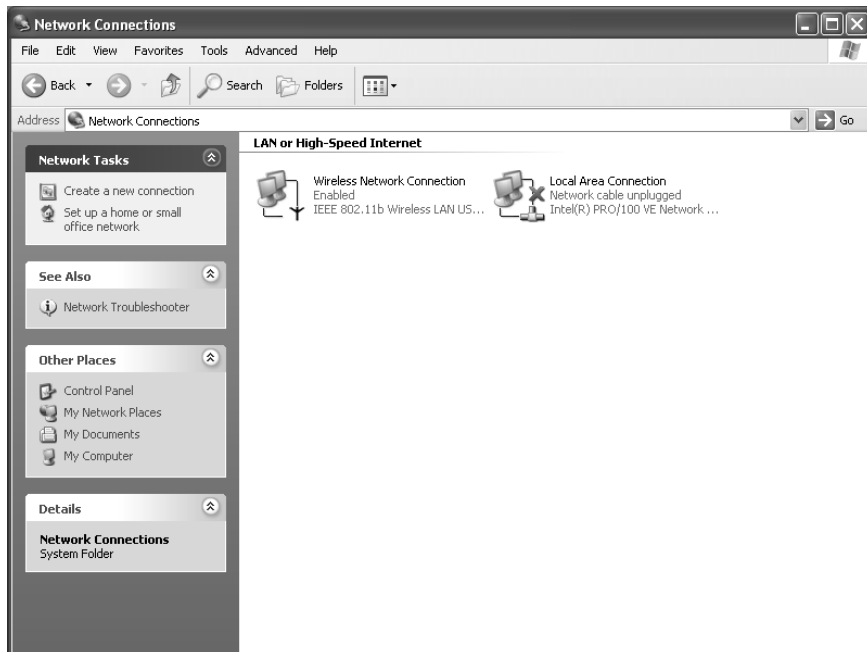 Network Connections
File Edit View Favorites Tools Advanced Help
Back Search Folders
Address Network Connections Go
Network Tasks
Create a new connection
Set up a home or small
office network
See Also
Network Troubleshooter
Other Places
Control Panel
My Network Places
My Documents
My Computer
Details
Network Connections
System Folder
LAN or High-Speed Internet
Wireless Network Connection
Enabled
IEEE 802.11b Wireless LAN US...
Local Area Connection
Network cable unplugged
Intel(R) PRO/100 VE Network ...